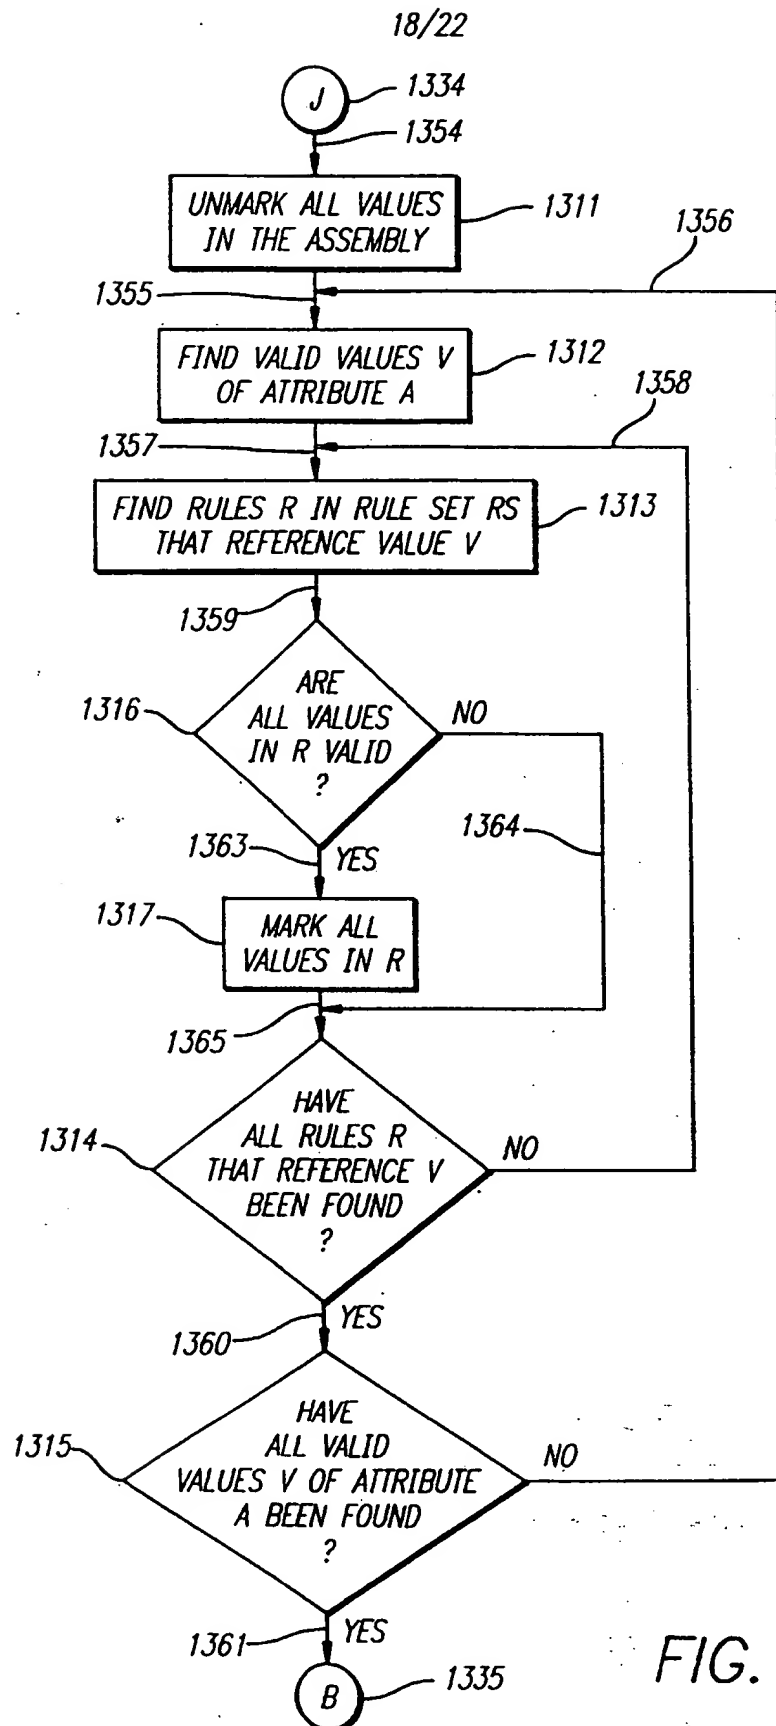 18/22
J
1334
1354
UNMARK ALL VALUES
IN THE ASSEMBLY
1311
1356
1355
FIND VALID VALUES V
OF ATTRIBUTE A
1312
1358
1357
FIND RULES R IN RULE SET RS
THAT REFERENCE VALUE V
1313
1359
ARE
ALL VALUES
IN R VALID
?
1316
NO
1364
1363
YES
1317
MARK ALL
VALUES IN R
1365
HAVE
ALL RULES R
THAT REFERENCE V
BEEN FOUND
?
1314
NO
1360
YES
HAVE
ALL VALID
VALUES V OF ATTRIBUTE
A BEEN FOUND
?
1315
NO
1361
YES
B
1335
FIG.